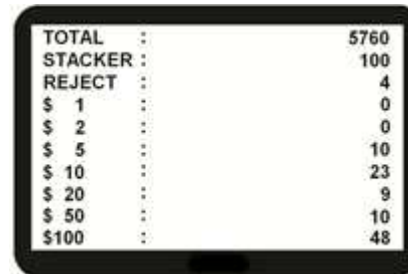 TOTAL : 5760
STACKER : 100
REJECT : 4
$ 1 : 0
$ 2 : 0
$ 5 : 10
$ 10 : 23
$ 20 : 9
$ 50 : 10
$100 : 48